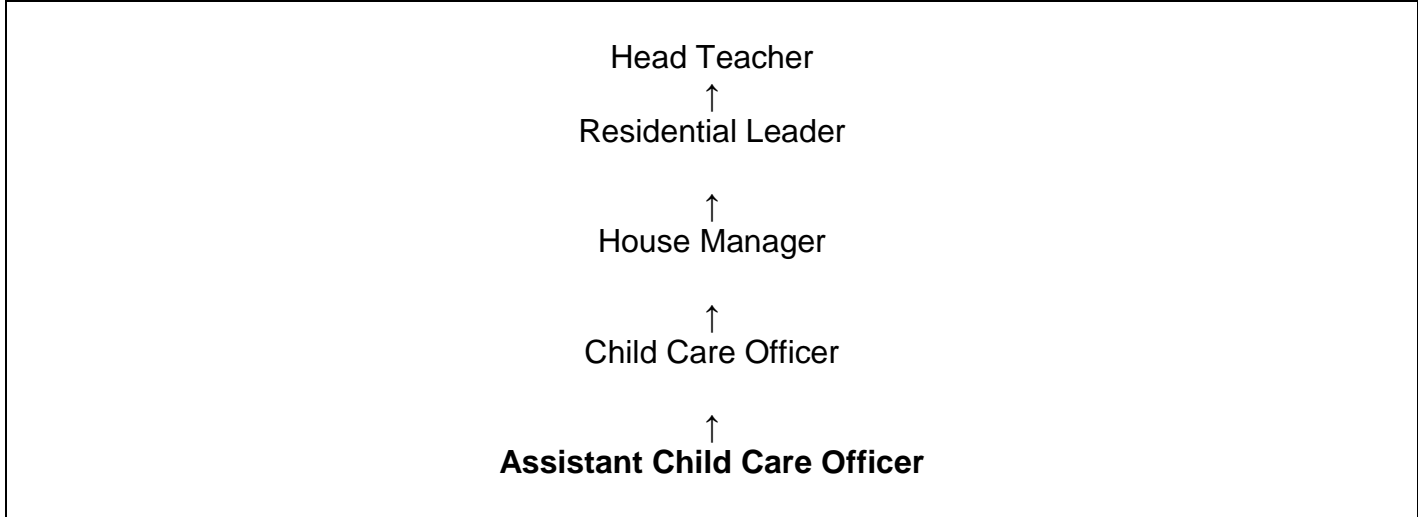 Head Teacher
↑
Residential Leader
↑
House Manager
↑
Child Care Officer
↑
Assistant Child Care Officer